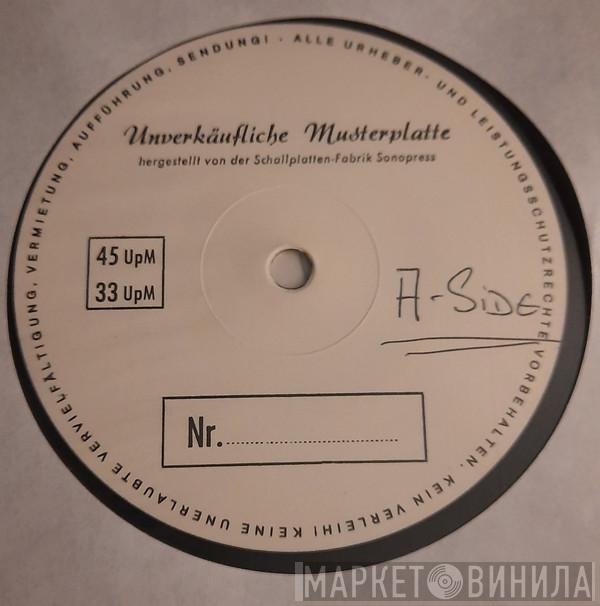 ALLE URHEBER- UND LEISTUNGSSCHUTZRECHTE VORBEHALTEN. KEIN VERLEIH! KEINE UNERLAUBTE VERVIELFÄLTIGUNG, VERMIETUNG, AUFFÜHRUNG, SENDUNG! -
Unverkäufliche Musterplatte
hergestellt von der Schallplatten-Fabrik Sonopress
45 UpM
33 UpM
A-SiDE
Nr.
МАРКЕТ ВИНИЛА